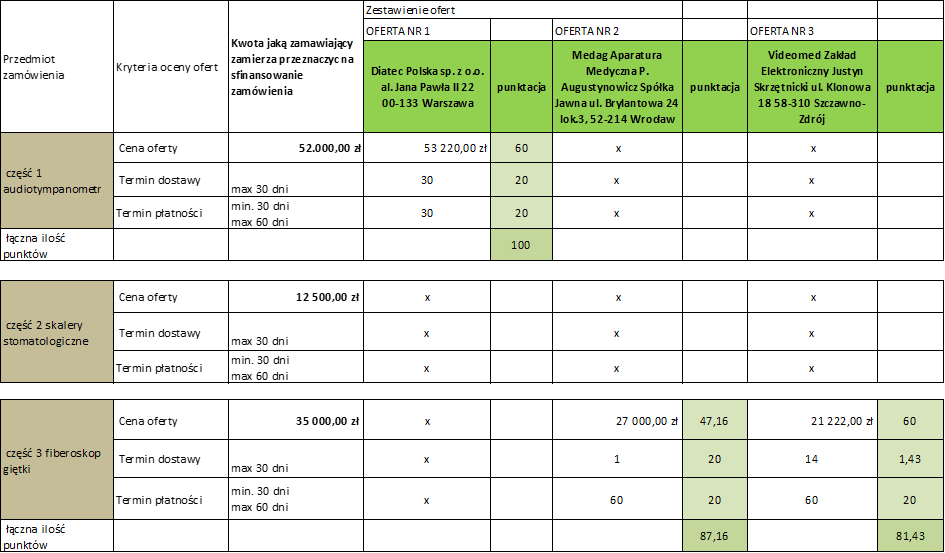 Zestawienie ofert
Przedmiot
zamówienia
Kryteria oceny ofert
Kwota jaką zamawiający
zamierza przeznaczyc na
sfinansowanie
zamówienia
OFERTA NR 1
OFERTA NR 2
OFERTA NR 3
Diatec Polska sp. z o.o.
al. Jana Pawła II 22
00-133 Warszawa
punktacja
Medag Aparatura
Medyczna P.
Augustynowicz Spółka
Jawna ul. Brylantowa 24
lok.3, 52-214 Wrocław
punktacja
Videomed Zakład
Elektroniczny Justyn
Skrzętnicki ul. Klonowa
18 58-310 Szczawno-
Zdrój
punktacja
część 1
audiotympanometr
Cena oferty 52.000,00 zł 53 220,00 zł 60 x x
Termin dostawy max 30 dni 30 20 x x
Termin płatności min. 30 dni
max 60 dni 30 20 x x
łączna ilość
punktów 100
część 2 skalery
stomatologiczne
Cena oferty 12 500,00 zł x x x
Termin dostawy max 30 dni x x x
Termin płatności min. 30 dni
max 60 dni x x x
część 3 fiberoskop
giętki
Cena oferty 35 000,00 zł x 27 000,00 zł 47,16 21 222,00 zł 60
Termin dostawy max 30 dni x 1 20 14 1,43
Termin płatności min. 30 dni
max 60 dni x 60 20 60 20
łączna ilość
punktów 87,16 81,43